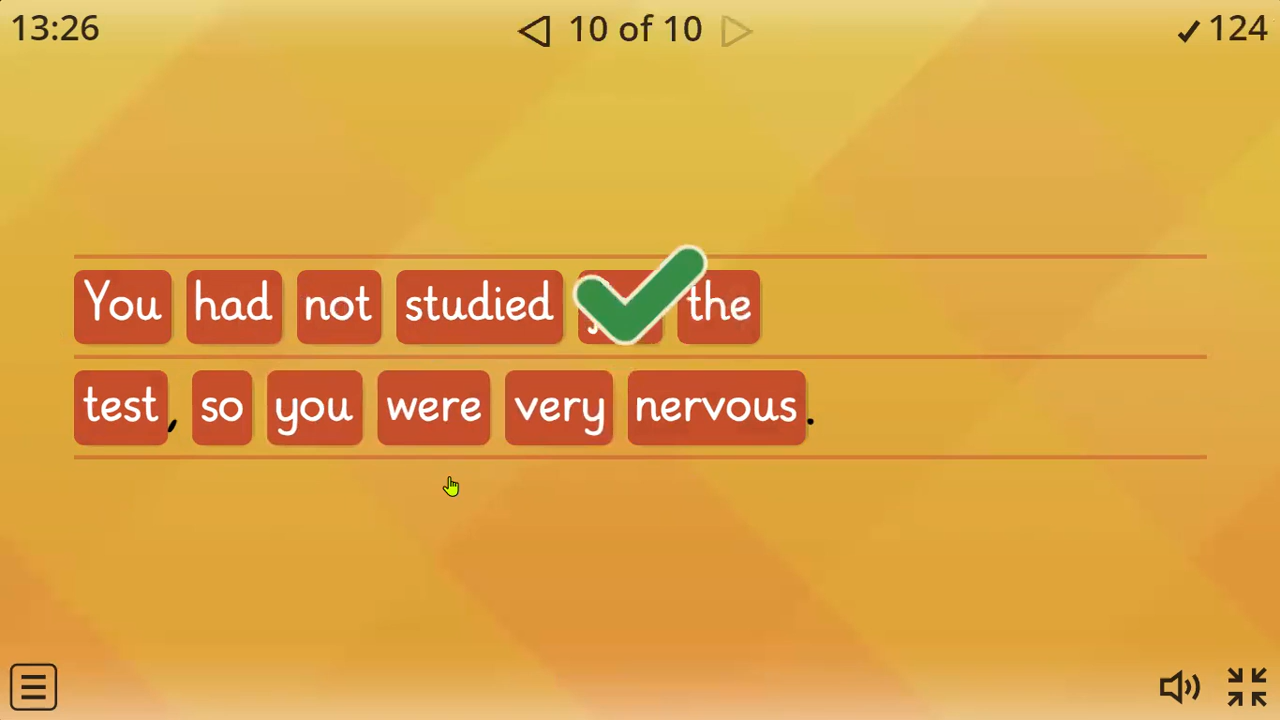 13:26
10 of 10
124
You had not studied the
test, so you were very nervous.